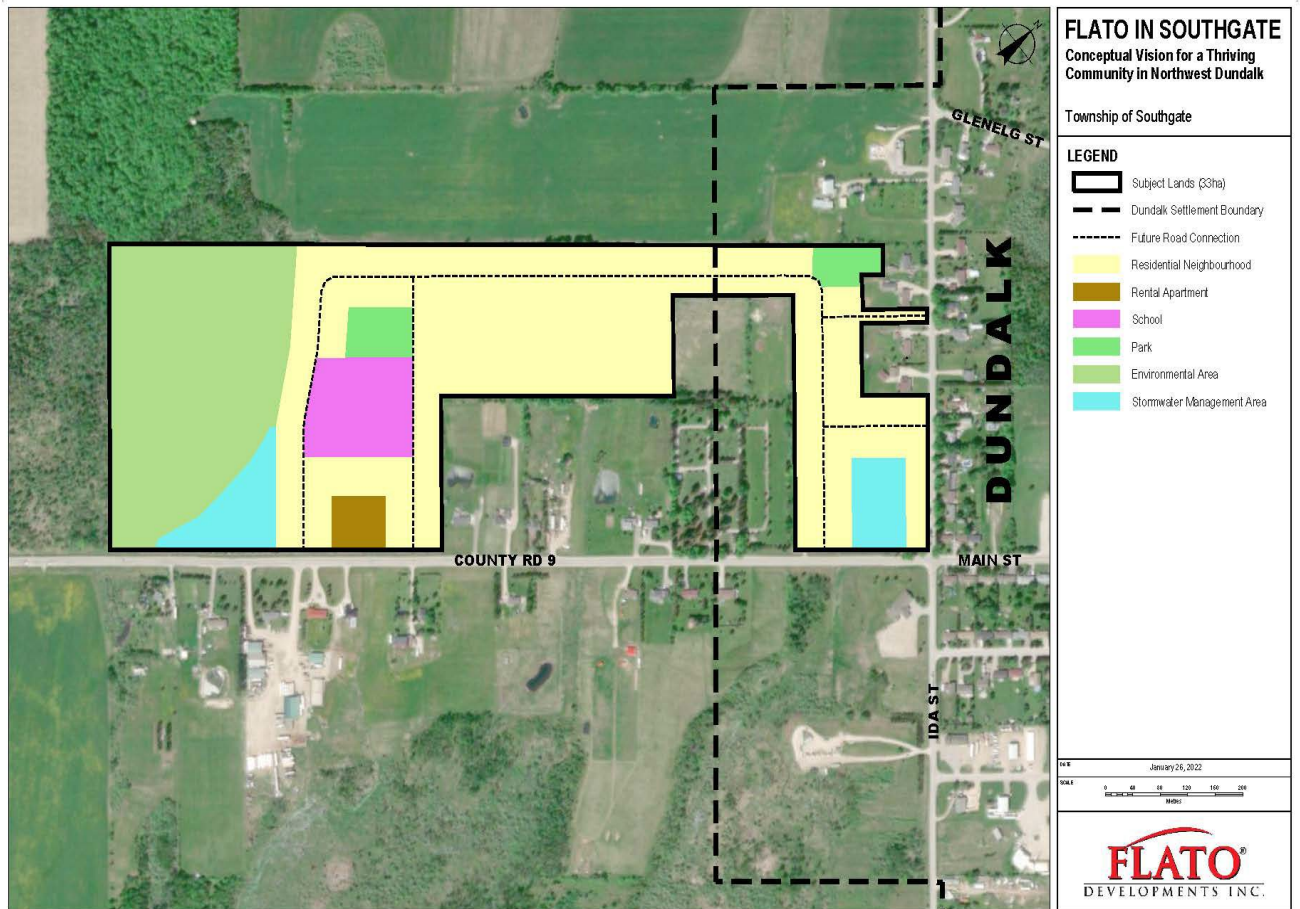 N
GLENELG ST
DUNDALK
COUNTY RD 9
MAIN ST
IDA ST
FLATO IN SOUTHGATE
Conceptual Vision for a Thriving
Community in Northwest Dundalk
Township of Southgate
LEGEND
Subject Lands (33ha)
Dundalk Settlement Boundary
Future Road Connection
Residential Neighbourhood
Rental Apartment
School
Park
Environmental Area
Stormwater Management Area
DATE
January 26, 2022
SCALE
0 40 80 120 160 200
Metres
FLATO®
DEVELOPMENTS INC.